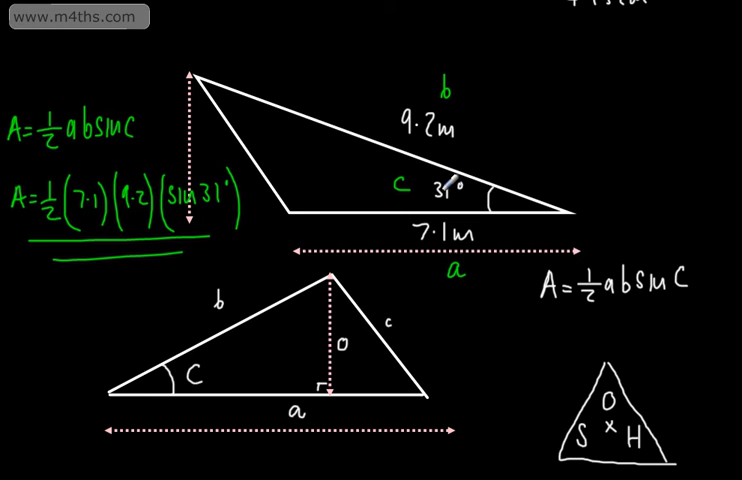 www.m4ths.com
b
9.2m
A=½absinC
C 31°
A=½(7.1)(9.2)(sin31°)
7.1m
a
A=½absinC
b
c
O
C
a
O
S × H